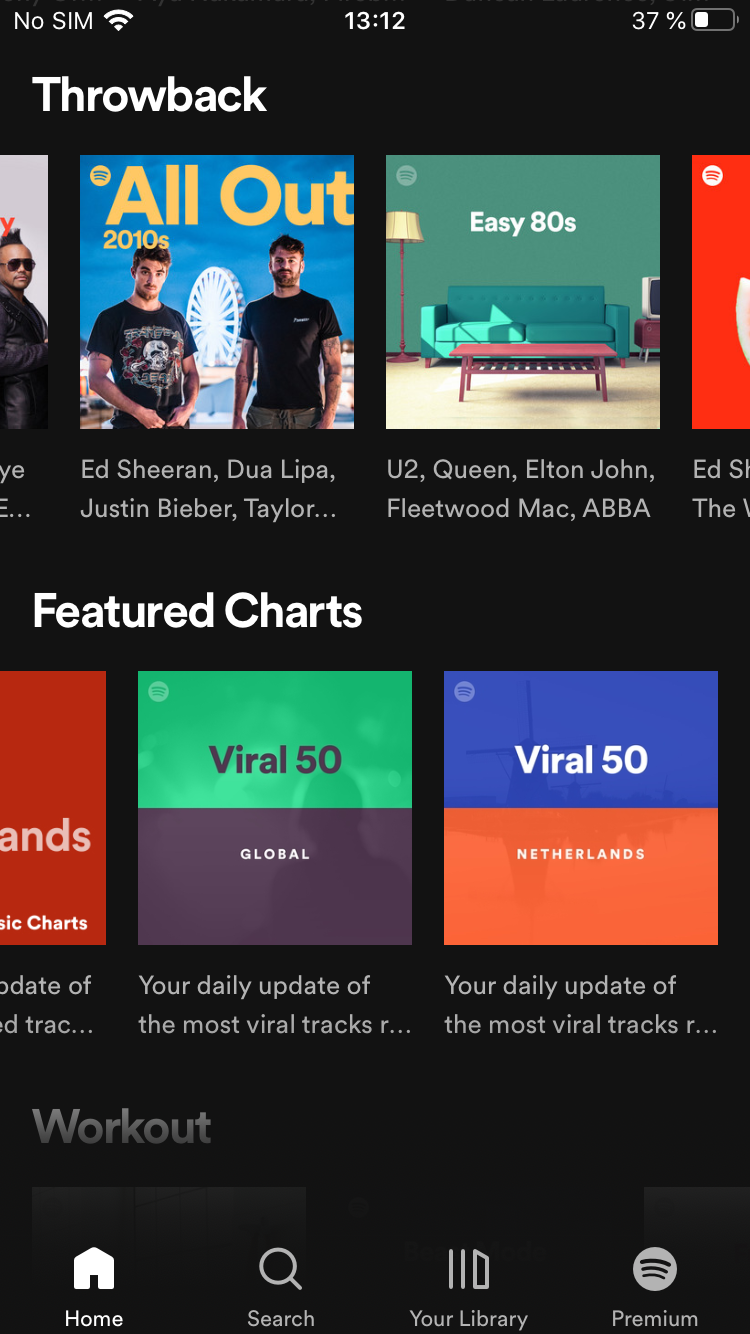 No SIM 13:12 37 %
Throwback
y
All Out
2010s
Easy 80s
ye
E...
Ed Sheeran, Dua Lipa,
Justin Bieber, Taylor...
U2, Queen, Elton John,
Fleetwood Mac, ABBA
Ed Sh
The W
Featured Charts
ands
sic Charts
Viral 50
GLOBAL
Viral 50
NETHERLANDS
pdate of
ed trac...
Your daily update of
the most viral tracks r...
Your daily update of
the most viral tracks r...
Workout
Home
Search
Your Library
Premium